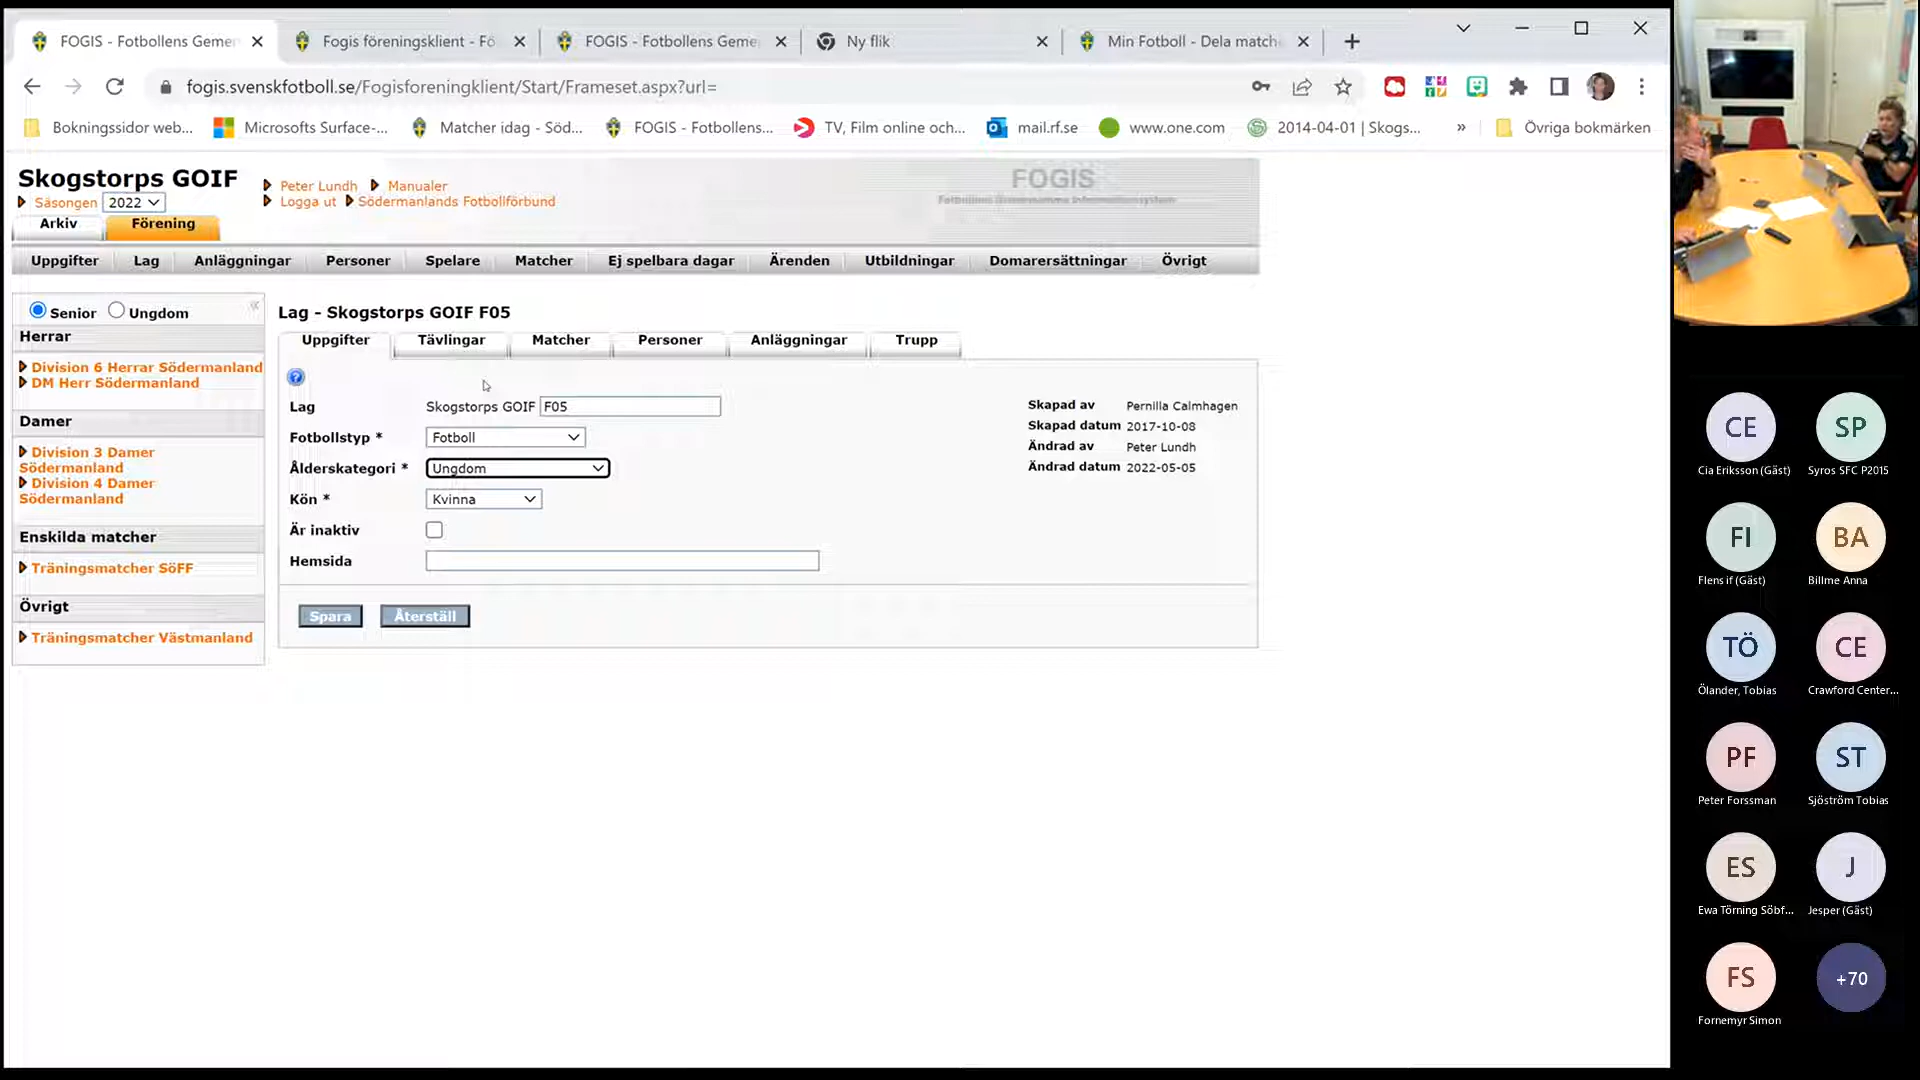 FOGIS - Fotbollens Gemen
Fogis föreningsklient - Fö
FOGIS - Fotbollens Geme
Ny flik
Min Fotboll - Dela match
fogis.svenskfotboll.se/Fogisforeningklient/Start/Frameset.aspx?url=
Bokningssidor web...
Microsofts Surface-...
Matcher idag - Söd...
FOGIS - Fotbollens...
TV, Film online och...
mail.rf.se
www.one.com
2014-04-01 | Skogs...
»
Övriga bokmärken
Skogstorps GOIF
Säsongen 2022
Peter Lundh
Manualer
Logga ut
Södermanlands Fotbollförbund
FOGIS
Fotbollens Gemensamma Informationssystem
Arkiv
Förening
Uppgifter
Lag
Anläggningar
Personer
Spelare
Matcher
Ej spelbara dagar
Ärenden
Utbildningar
Domarersättningar
Övrigt
Senior
Ungdom
Herrar
Division 6 Herrar Södermanland
DM Herr Södermanland
Damer
Division 3 Damer
Södermanland
Division 4 Damer
Södermanland
Enskilda matcher
Träningsmatcher SöFF
Övrigt
Träningsmatcher Västmanland
Lag - Skogstorps GOIF F05
Uppgifter
Tävlingar
Matcher
Personer
Anläggningar
Trupp
?
Lag Skogstorps GOIF F05
Fotbollstyp * Fotboll
Ålderskategori * Ungdom
Kön * Kvinna
Är inaktiv
Hemsida
Spara
Återställ
Skapad av Pernilla Calmhagen
Skapad datum 2017-10-08
Ändrad av Peter Lundh
Ändrad datum 2022-05-05
CE
Cia Eriksson (Gäst)
SP
Syros SFC P2015
FI
Flens if (Gäst)
BA
Billme Anna
TÖ
Ölander, Tobias
CE
Crawford Center...
PF
Peter Forssman
ST
Sjöström Tobias
ES
Ewa Törning Söbf...
J
Jesper (Gäst)
FS
Fornemyr Simon
+70